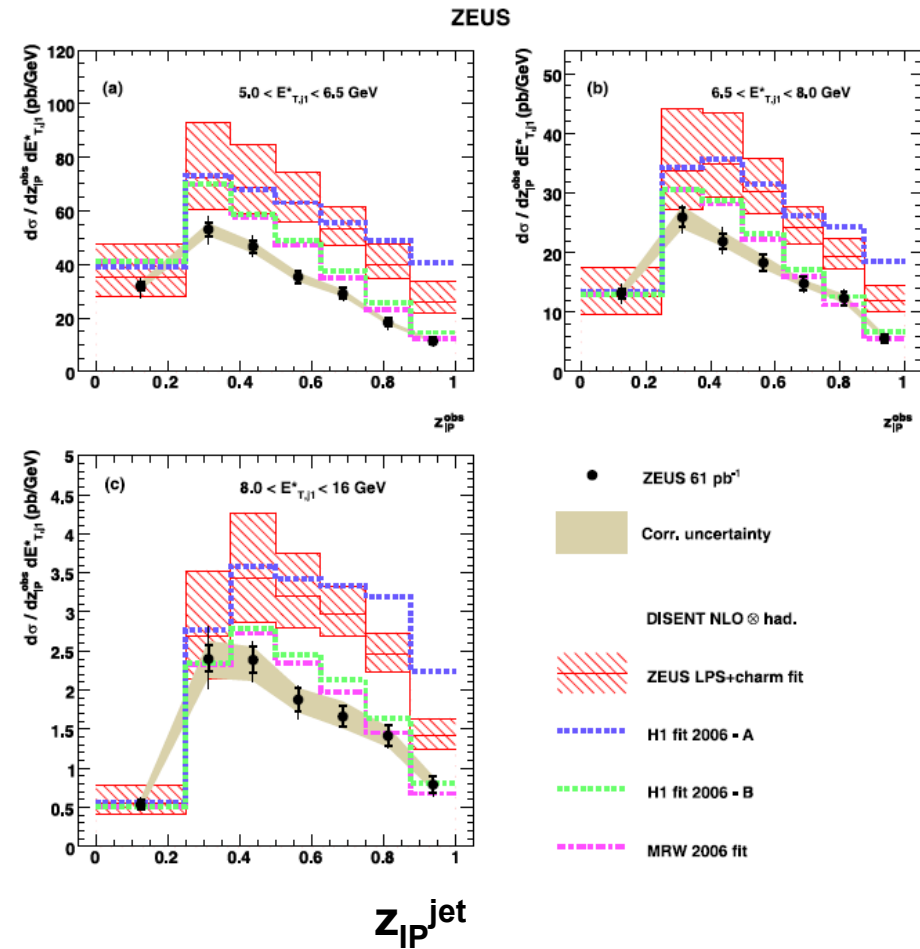 ZEUS
dσ / dz_IP^obs dE*_T,j1 (pb/GeV)
120
100
80
60
40
20
0
(a)
5.0 < E*_T,j1 < 6.5 GeV
0 0.2 0.4 0.6 0.8 1
z_IP^obs
dσ / dz_IP^obs dE*_T,j1 (pb/GeV)
50
40
30
20
10
0
(b)
6.5 < E*_T,j1 < 8.0 GeV
0 0.2 0.4 0.6 0.8 1
z_IP^obs
dσ / dz_IP^obs dE*_T,j1 (pb/GeV)
5
4.5
4
3.5
3
2.5
2
1.5
1
0.5
0
(c)
8.0 < E*_T,j1 < 16 GeV
0 0.2 0.4 0.6 0.8 1
z_IP^jet
ZEUS 61 pb⁻¹
Corr. uncertainty
DISENT NLO ⊗ had.
ZEUS LPS+charm fit
H1 fit 2006 - A
H1 fit 2006 - B
MRW 2006 fit